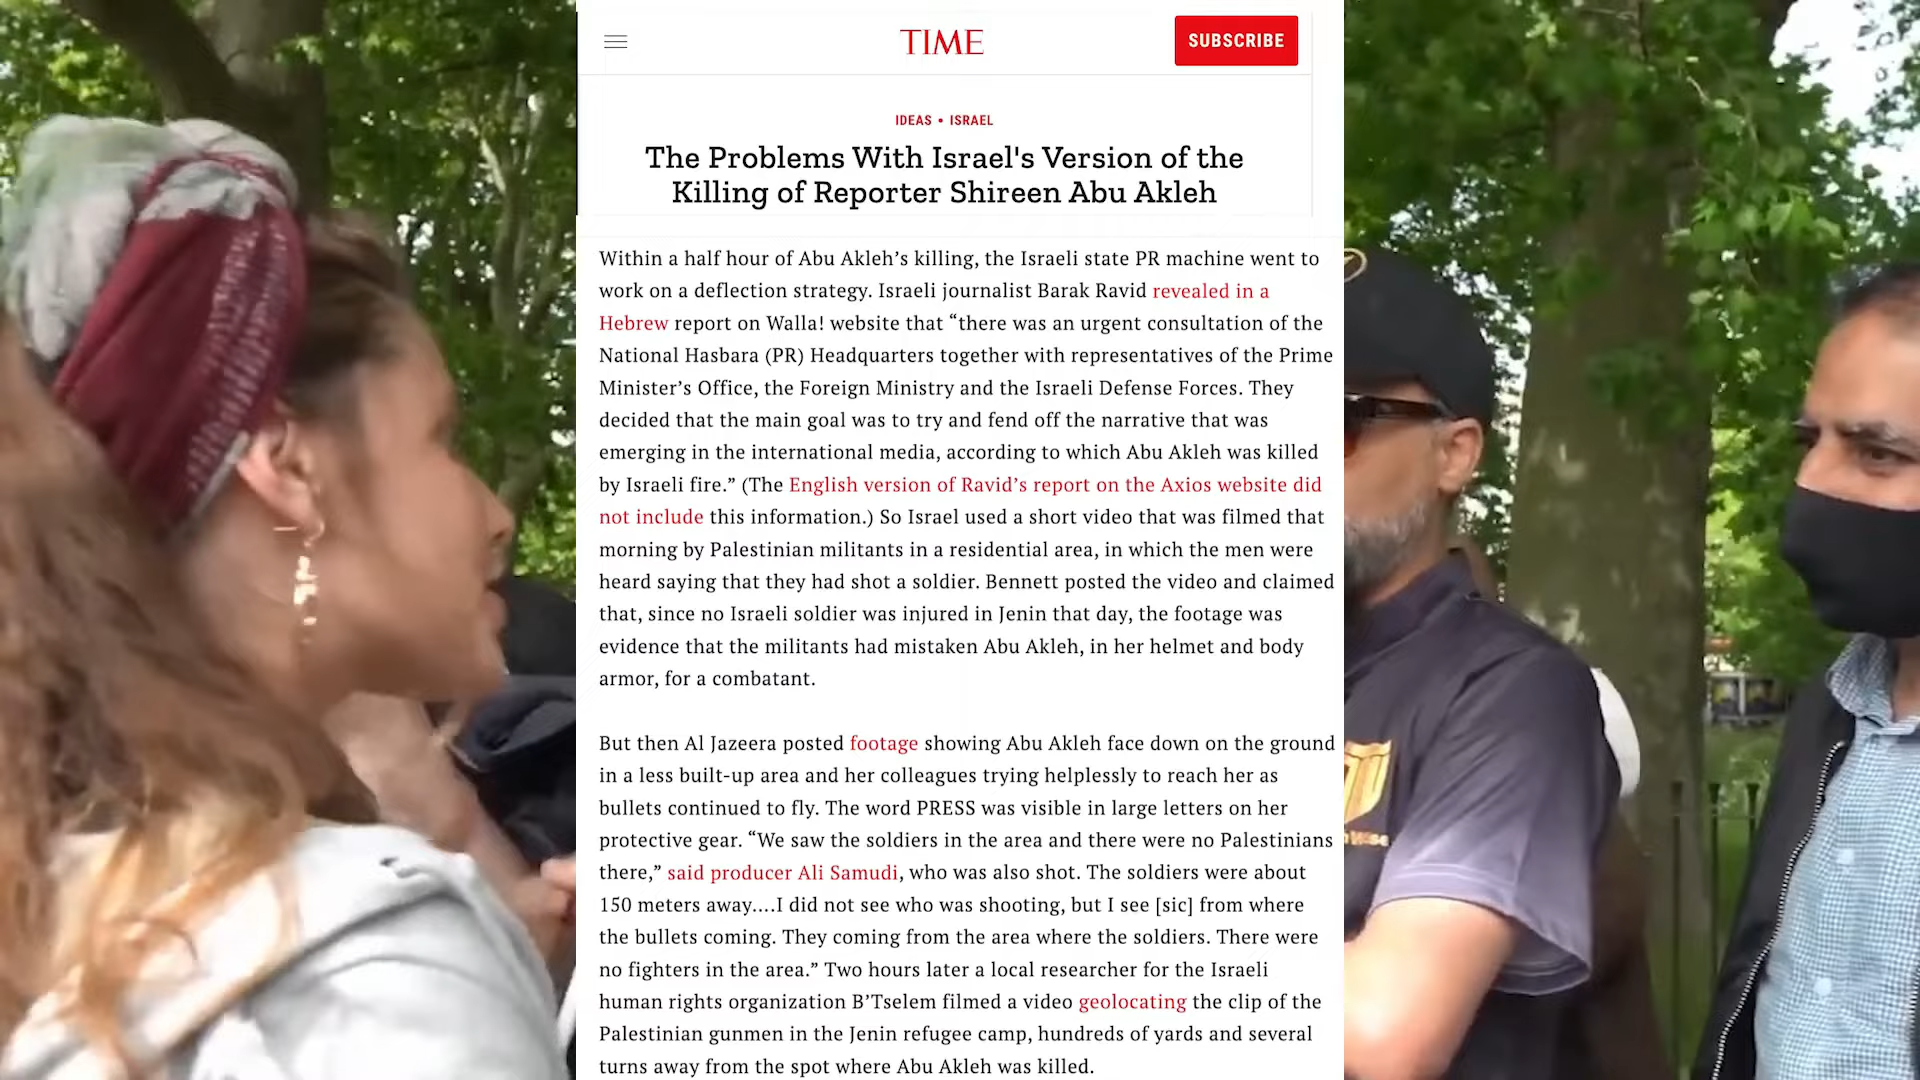 TIME
SUBSCRIBE
IDEAS • ISRAEL
The Problems With Israel's Version of the
Killing of Reporter Shireen Abu Akleh
Within a half hour of Abu Akleh’s killing, the Israeli state PR machine went to
work on a deflection strategy. Israeli journalist Barak Ravid revealed in a
Hebrew report on Walla! website that “there was an urgent consultation of the
National Hasbara (PR) Headquarters together with representatives of the Prime
Minister’s Office, the Foreign Ministry and the Israeli Defense Forces. They
decided that the main goal was to try and fend off the narrative that was
emerging in the international media, according to which Abu Akleh was killed
by Israeli fire.” (The English version of Ravid’s report on the Axios website did
not include this information.) So Israel used a short video that was filmed that
morning by Palestinian militants in a residential area, in which the men were
heard saying that they had shot a soldier. Bennett posted the video and claimed
that, since no Israeli soldier was injured in Jenin that day, the footage was
evidence that the militants had mistaken Abu Akleh, in her helmet and body
armor, for a combatant.
But then Al Jazeera posted footage showing Abu Akleh face down on the ground
in a less built-up area and her colleagues trying helplessly to reach her as
bullets continued to fly. The word PRESS was visible in large letters on her
protective gear. “We saw the soldiers in the area and there were no Palestinians
there,” said producer Ali Samudi, who was also shot. The soldiers were about
150 meters away....I did not see who was shooting, but I see [sic] from where
the bullets coming. They coming from the area where the soldiers. There were
no fighters in the area.” Two hours later a local researcher for the Israeli
human rights organization B’Tselem filmed a video geolocating the clip of the
Palestinian gunmen in the Jenin refugee camp, hundreds of yards and several
turns away from the spot where Abu Akleh was killed.